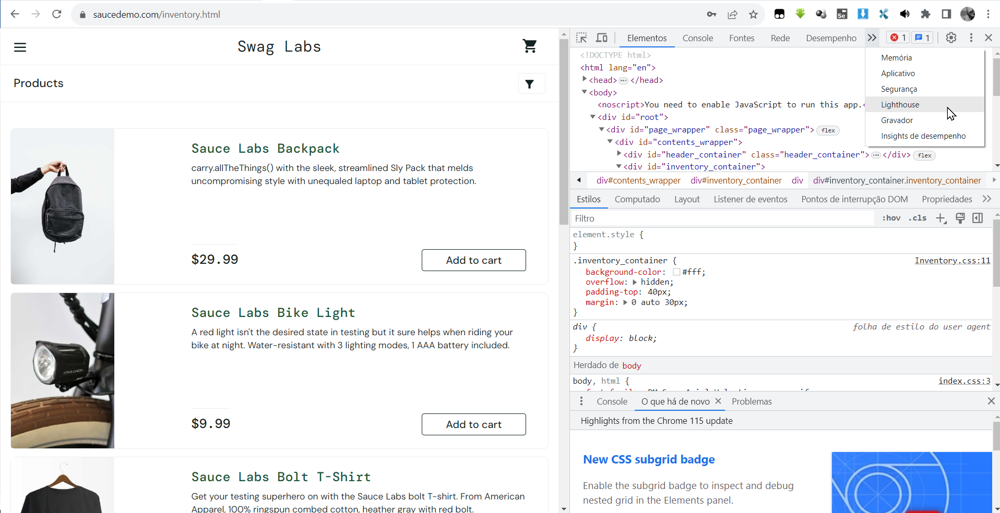 saucedemo.com/inventory.html
Se
Swag Labs
Products
Sauce Labs Backpack
carry.allTheThings() with the sleek, streamlined Sly Pack that melds
uncompromising style with unequaled laptop and tablet protection.
$29.99
Add to cart
STAR UNION
Sauce Labs Bike Light
A red light isn't the desired state in testing but it sure helps when riding your
bike at night. Water-resistant with 3 lighting modes, 1 AAA battery included.
$9.99
Add to cart
Sauce Labs Bolt T-Shirt
Get your testing superhero on with the Sauce Labs bolt T-shirt. From American
Apparel, 100% ringspun combed cotton, heather gray with red bolt.
Elementos Console Fontes Rede Desempenho 1 1
Memória
Aplicativo
Segurança
Lighthouse
Gravador
Insights de desempenho
<!DOCTYPE html>
<html lang="en">
<head> </head>
<body>
<noscript>You need to enable JavaScript to run this app.<
<div id="root">
<div id="page_wrapper" class="page_wrapper"> flex
<div id="contents_wrapper">
<div id="header_container" class="header_container"> </div> flex
<div id="inventory_container">
div#contents_wrapper div#inventory_container div div#inventory_container.inventory_container
Estilos Computado Layout Listener de eventos Pontos de interrupção DOM Propriedades
Filtro :hov .cls
element.style {
}
.inventory_container { Inventory.css:11
background-color: #fff;
overflow: hidden;
padding-top: 40px;
margin: 0 auto 30px;
}
div { folha de estilo do user agent
display: block;
}
Herdado de body
body, html { index.css:3
Console O que há de novo Problemas
Highlights from the Chrome 115 update
New CSS subgrid badge
Enable the subgrid badge to inspect and debug
nested grid in the Elements panel.